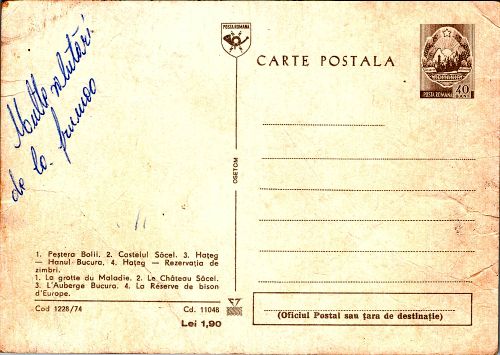 Multe salutări
de la frumoo
POSTA ROMANA
CARTE POSTALA
POSTA ROMANA 40 BANI
OSETCM
1. Peștera Bolii. 2. Castelul Săcel. 3. Hațeg
— Hanul Bucura. 4. Hațeg — Rezervația de
zimbri.
1. La grotte du Maladie. 2. Le Château Săcel.
3. L'Auberge Bucura. 4. La Réserve de bison
d'Europe.
Cod 1228/74 Cd. 11048
Lei 1,90
(Oficiul Postal sau țara de destinație)